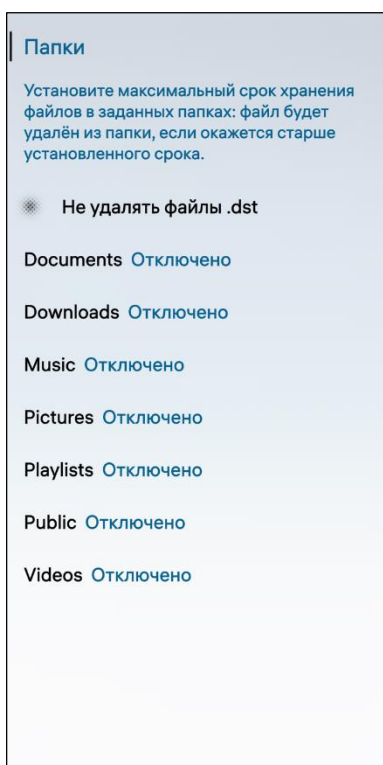 Папки
Установите максимальный срок хранения
файлов в заданных папках: файл будет
удалён из папки, если окажется старше
установленного срока.
Не удалять файлы .dst
Documents Отключено
Downloads Отключено
Music Отключено
Pictures Отключено
Playlists Отключено
Public Отключено
Videos Отключено